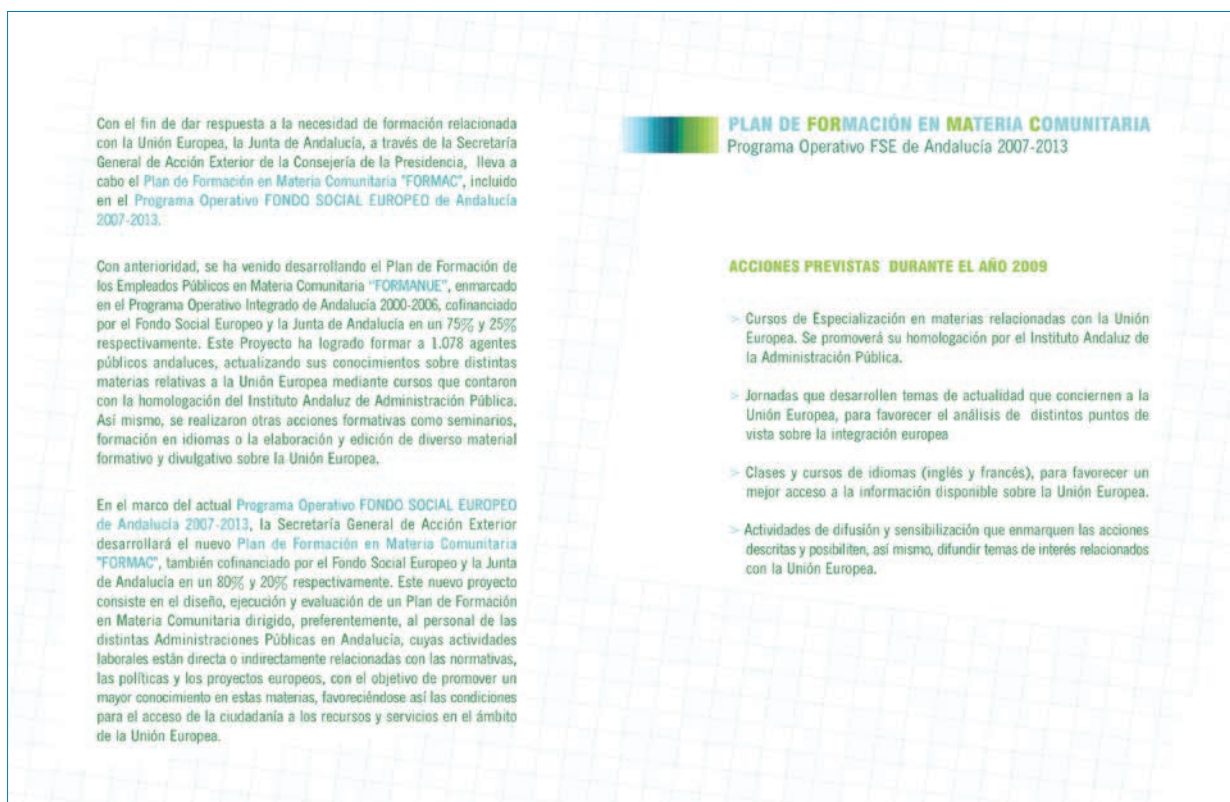 Con el fin de dar respuesta a la necesidad de formación relacionada
con la Unión Europea, la Junta de Andalucía, a través de la Secretaría
General de Acción Exterior de la Consejería de la Presidencia, lleva a
cabo el Plan de Formación en Materia Comunitaria "FORMAC", incluido
en el Programa Operativo FONDO SOCIAL EUROPEO de Andalucía
2007-2013.
Con anterioridad, se ha venido desarrollando el Plan de Formación de
los Empleados Públicos en Materia Comunitaria "FORMANUE", enmarcado
en el Programa Operativo Integrado de Andalucía 2000-2006, cofinanciado
por el Fondo Social Europeo y la Junta de Andalucía en un 75% y 25%
respectivamente. Este Proyecto ha logrado formar a 1.078 agentes
públicos andaluces, actualizando sus conocimientos sobre distintas
materias relativas a la Unión Europea mediante cursos que contaron
con la homologación del Instituto Andaluz de Administración Pública.
Así mismo, se realizaron otras acciones formativas como seminarios,
formación en idiomas o la elaboración y edición de diverso material
formativo y divulgativo sobre la Unión Europea.
En el marco del actual Programa Operativo FONDO SOCIAL EUROPEO
de Andalucía 2007-2013, la Secretaría General de Acción Exterior
desarrollará el nuevo Plan de Formación en Materia Comunitaria
"FORMAC", también cofinanciado por el Fondo Social Europeo y la Junta
de Andalucía en un 80% y 20% respectivamente. Este nuevo proyecto
consiste en el diseño, ejecución y evaluación de un Plan de Formación
en Materia Comunitaria dirigido, preferentemente, al personal de las
distintas Administraciones Públicas en Andalucía, cuyas actividades
laborales están directa o indirectamente relacionadas con las normativas,
las políticas y los proyectos europeos, con el objetivo de promover un
mayor conocimiento en estas materias, favoreciéndose así las condiciones
para el acceso de la ciudadanía a los recursos y servicios en el ámbito
de la Unión Europea.
PLAN DE FORMACIÓN EN MATERIA COMUNITARIA
Programa Operativo FSE de Andalucía 2007-2013
ACCIONES PREVISTAS DURANTE EL AÑO 2009
> Cursos de Especialización en materias relacionadas con la Unión
Europea. Se promoverá su homologación por el Instituto Andaluz de
la Administración Pública.
> Jornadas que desarrollen temas de actualidad que conciernen a la
Unión Europea, para favorecer el análisis de distintos puntos de
vista sobre la integración europea
> Clases y cursos de idiomas (inglés y francés), para favorecer un
mejor acceso a la información disponible sobre la Unión Europea.
> Actividades de difusión y sensibilización que enmarquen las acciones
descritas y posibiliten, así mismo, difundir temas de interés relacionados
con la Unión Europea.